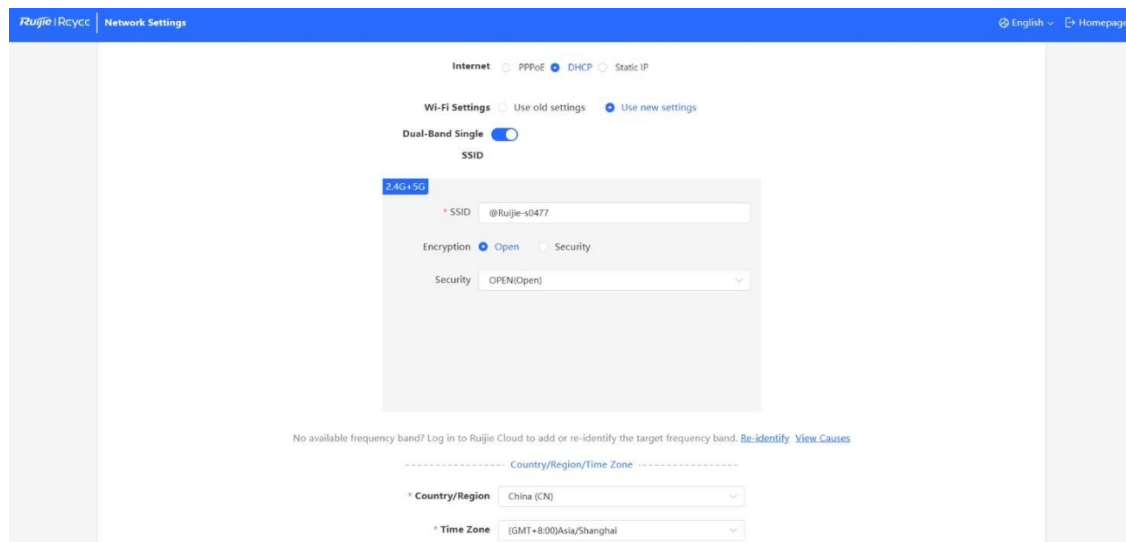 Ruijie | Rcycc | Network Settings English Homepage
Internet PPPoE DHCP Static IP
Wi-Fi Settings Use old settings Use new settings
Dual-Band Single
SSID
2.4G+5G
* SSID @Ruijie-s0477
Encryption Open Security
Security OPEN(Open)
No available frequency band? Log in to Ruijie Cloud to add or re-identify the target frequency band. Re-identify View Causes
Country/Region/Time Zone
* Country/Region China (CN)
* Time Zone (GMT+8:00)Asia/Shanghai